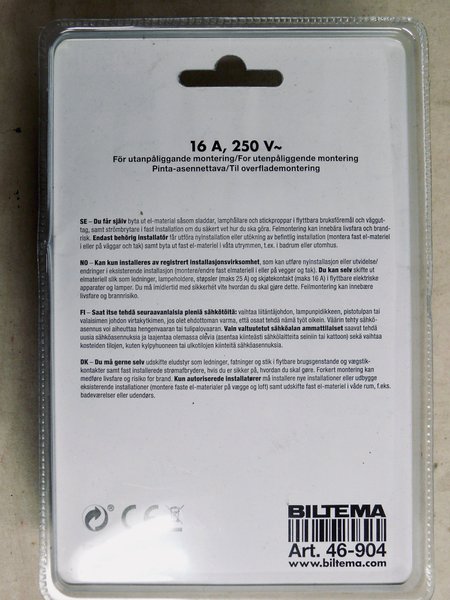 16 A, 250 V~
För utanpåliggande montering/For utenpåliggende montering
Pinta-asennettava/Til overflademontering
SE – Du får själv byta ut el-material såsom sladdar, lamphållare och stickproppar i flyttbara bruksföremål och vägguttag,
samt strömbrytare i fast installation om du säkert vet hur du ska göra. Felmontering kan innebära livsfara och brand-
risk. Endast behörig installatör får utföra nyinstallation eller utökning av befintlig installation (montera fast el-material
i eller på väggar och tak) samt byta ut fast el-material i våta utrymmen, t.ex. i badrum eller utomhus.
NO – Kan kun installeres av registrert installasjonsvirksomhet, som kan utføre nyinstallation eller utvidelse/
endringer i eksisterende installation (montere/endre fast elmateriell i eller på vegger og tak). Du kan selv skifte ut
elmateriell slik som ledninger, lampeholder, støpsler (maks 25 A) og skjøtekontakt (maks 16 A) i flyttbare elektriske
apparater og lamper. Du må imidlertid med sikkerhet vite hvordan du skal gjøre dette. Feilmontering kan innebære
livsfare og brannrisiko.
FI – Saat itse tehdä seuraavanlaisia pieniä sähkötöitä: vaihtaa liitäntäjohdon, lampunpidikkeen, pistotulpan tai
valaisimen johdon virtakytkimen, jos olet ehdottoman varma, että osaat tehdä nämä työt oikein. Väärin tehty sähkö-
asennus voi aiheuttaa hengenvaaran tai tulipalovaaran. Vain valtuutetut sähköalan ammattilaiset saavat tehdä
uusia sähköasennuksia ja laajentaa olemassa olevia (asentaa kiinteästi sähkölaitteita seiniin tai kattoon) sekä vaihtaa
kosteiden tilojen, kuten kylpyhuoneen tai ulkotilojen kiinteitä sähköasennuksia.
DK – Du må gerne selv udskifte eludstyr som ledninger, fatninger og stik i flytbare brugsgenstande og vægstik-
kontakter samt fast installerede strømafbrydere, hvis du er sikker på, hvordan du skal gøre. Forkert montering kan
medføre livsfare og risiko for brand. Kun autoriserede installatører må installere nye installationer eller udbygge
eksisterende installationer (montere faste el-materialer på vægge og loft) samt udskifte fast el-materiale i våde rum, f.eks.
badeværelser eller udendørs.
CE
BILTEMA
Art. 46-904
www.biltema.com